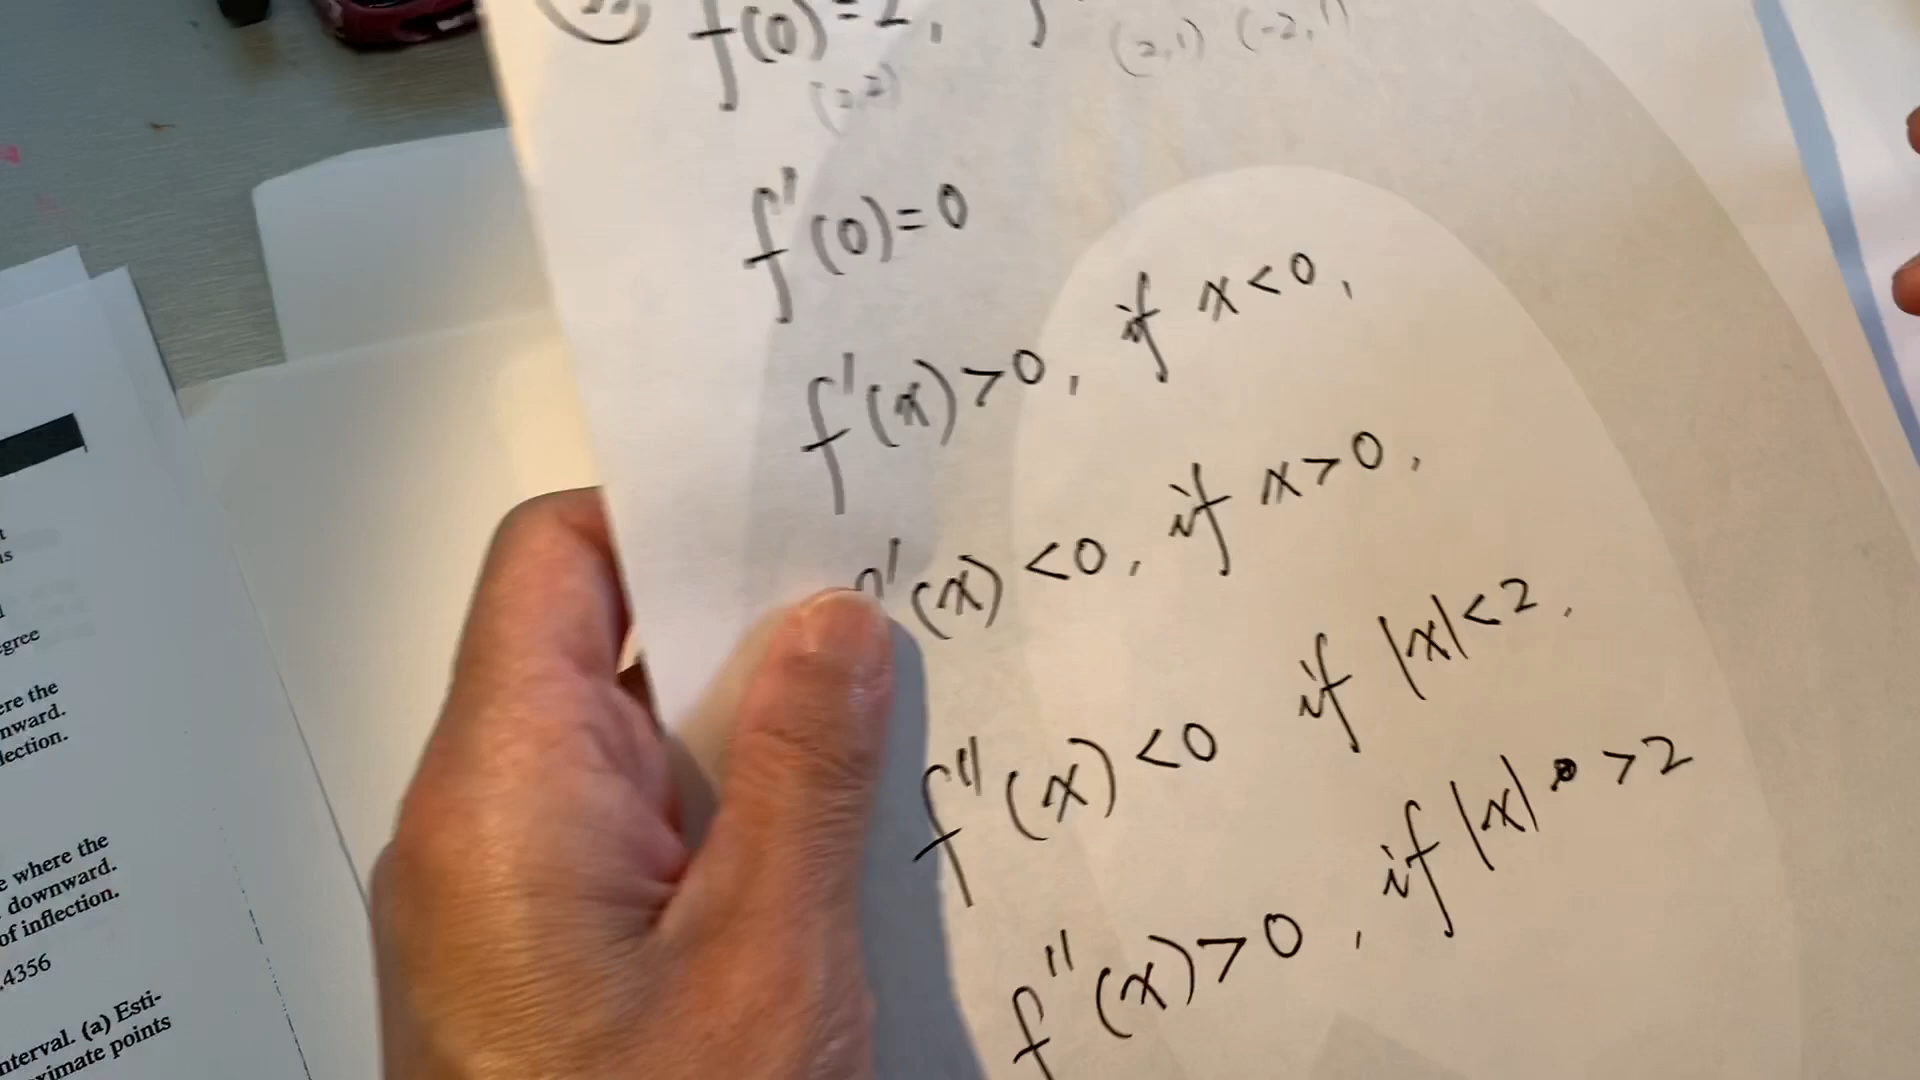 f(0)=2,
(2,1) (-2,1)
f'(0)=0
f'(x)>0, if x<0,
'(x)<0, if x>0,
f''(x)<0 if |x|<2,
f''(x)>0, if |x| >2
gree
ere the
nward.
lection.
e where the
downward.
of inflection.
.4356
nterval. (a) Esti-
ximate points